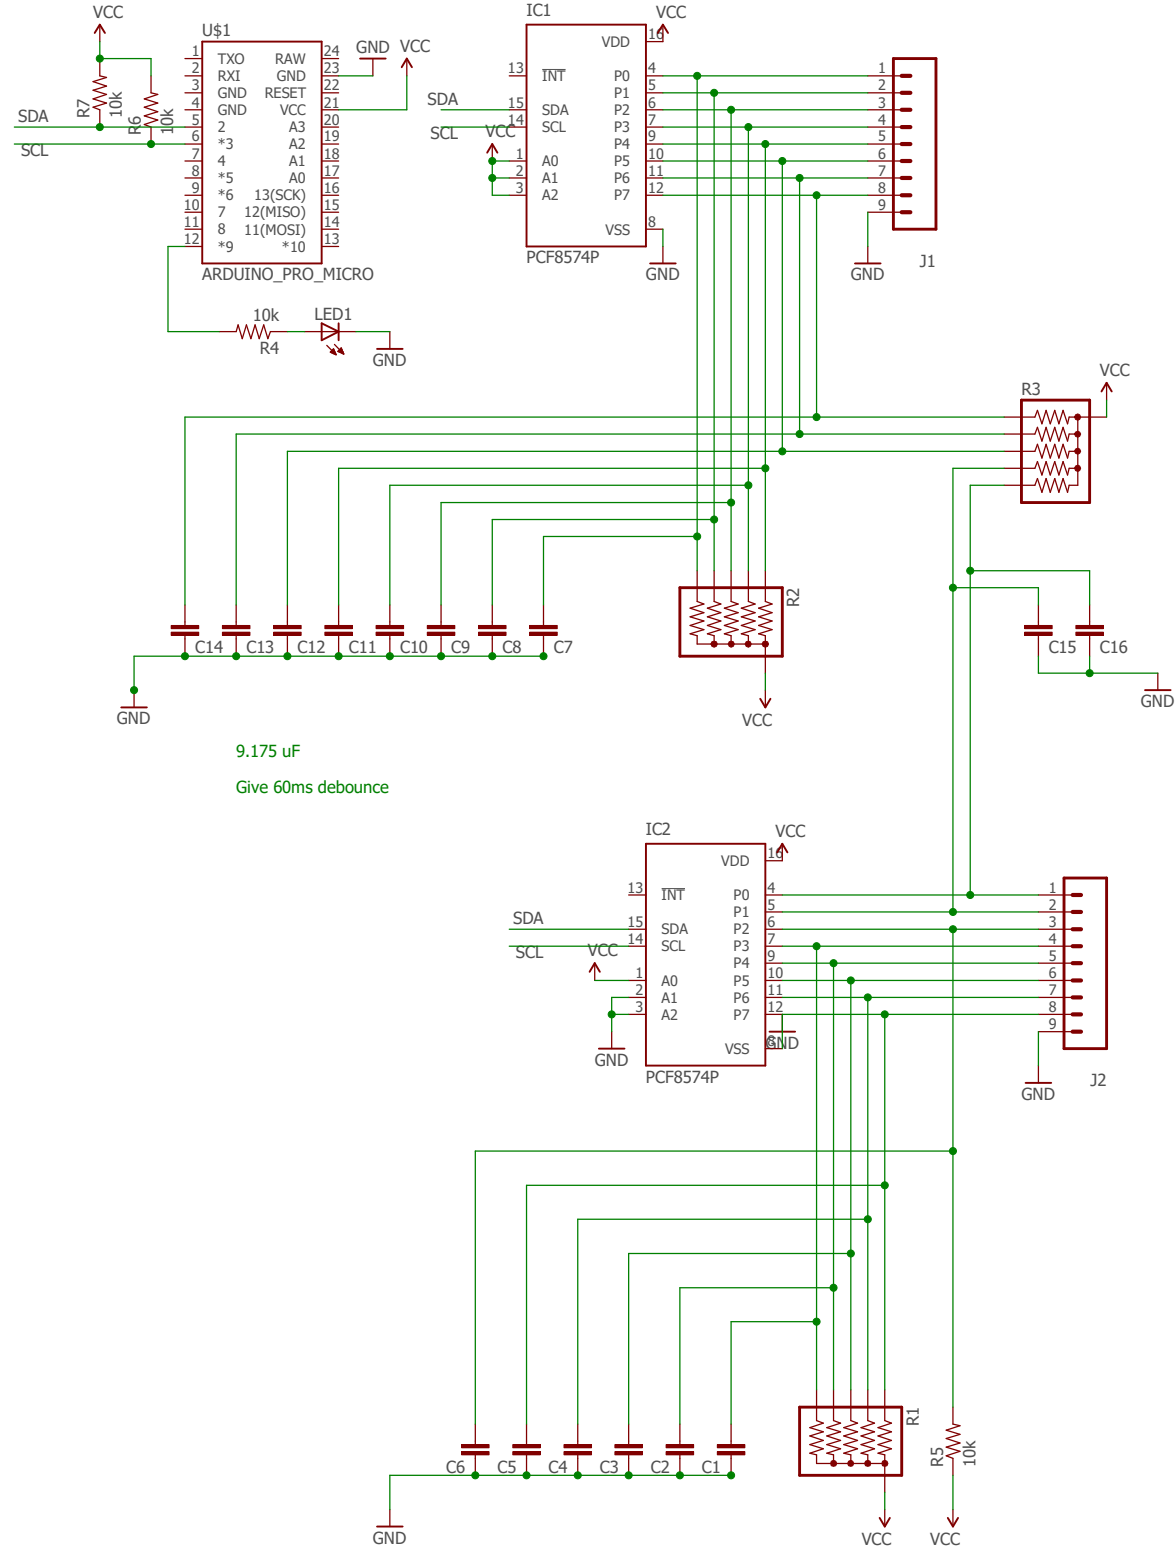 VCC
R7
10k
R6
10k
SDA
SCL
U$1
1 TXO RAW 24
2 RXI GND 23
3 GND RESET 22
4 GND VCC 21
5 2 A3 20
6 *3 A2 19
7 4 A1 18
8 *5 A0 17
9 *6 13(SCK) 16
10 7 12(MISO) 15
11 8 11(MOSI) 14
12 *9 *10 13
ARDUINO_PRO_MICRO
GND
VCC
10k
R4
LED1
GND
IC1
VCC
VDD 16
13 INT P0 4
P1 5
SDA 15 SDA P2 6
SCL 14 SCL P3 7
VCC
P4 9
1 A0 P5 10
2 A1 P6 11
3 A2 P7 12
VSS 8
PCF8574P
GND
1
2
3
4
5
6
7
8
9
GND
J1
R3
VCC
R2
VCC
C14
C13
C12
C11
C10
C9
C8
C7
GND
C15
C16
GND
9.175 uF
Give 60ms debounce
IC2
VCC
VDD 16
13 INT P0 4
P1 5
SDA 15 SDA P2 6
SCL 14 SCL P3 7
VCC
P4 9
1 A0 P5 10
2 A1 P6 11
3 A2 P7 12
GND
VSS 8
GND
PCF8574P
1
2
3
4
5
6
7
8
9
GND
J2
R1
R5
10k
C6
C5
C4
C3
C2
C1
GND
VCC
VCC